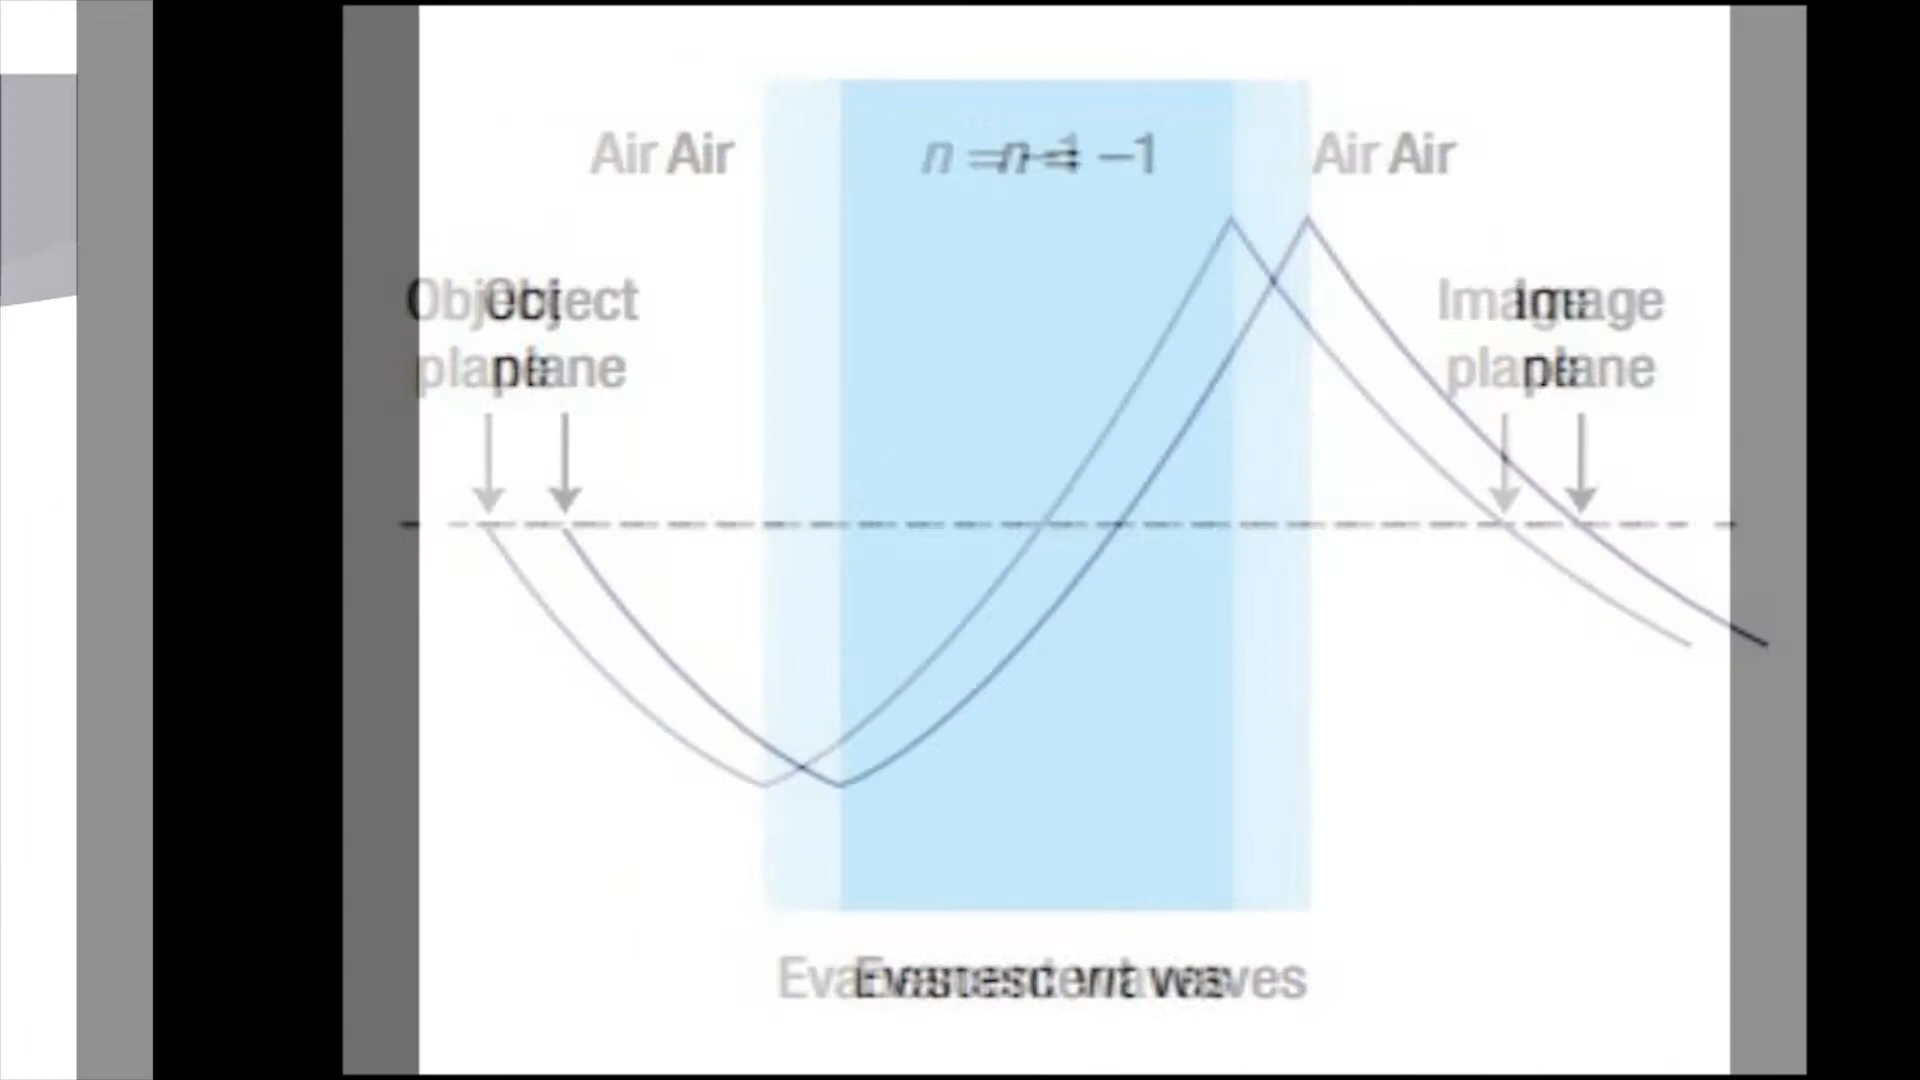 Air Air
n = −1
Air Air
Object
plane
Image
plane
Evanescent waves